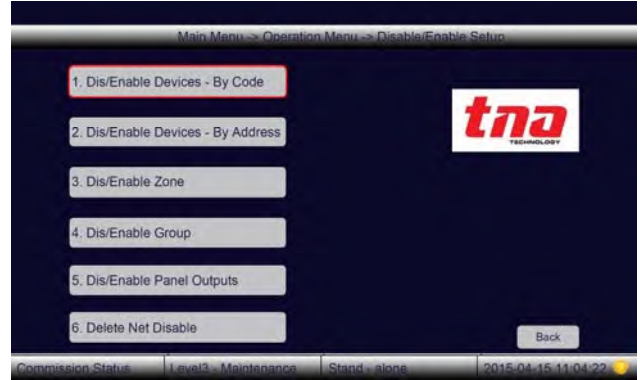 Main Menu -> Operation Menu -> Disable/Enable Setup
1. Dis/Enable Devices - By Code
2. Dis/Enable Devices - By Address
3. Dis/Enable Zone
4. Dis/Enable Group
5. Dis/Enable Panel Outputs
6. Delete Net Disable
tna
TECHNOLOGY
Back
Commission Status Level3 - Maintenance Stand - alone 2015-04-15 11:04:22